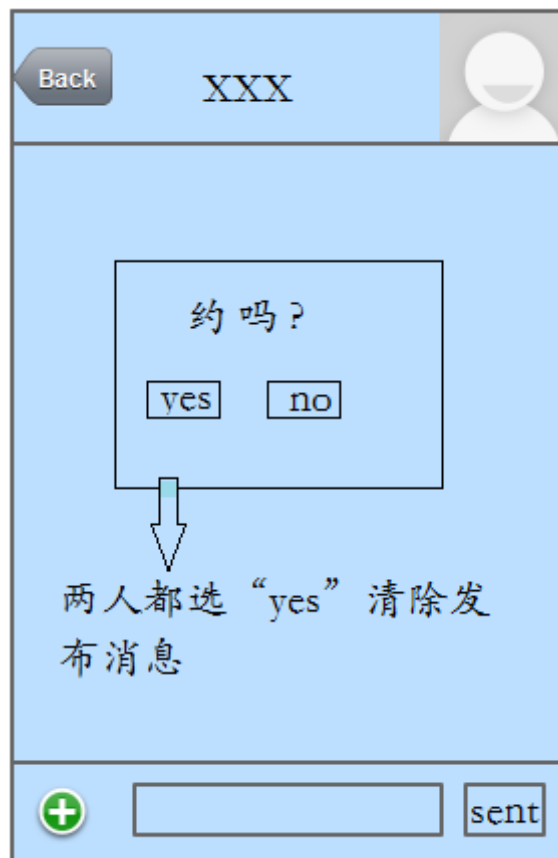 Back
XXX
约吗?
yes
no
两人都选“yes”清除发
布消息
sent